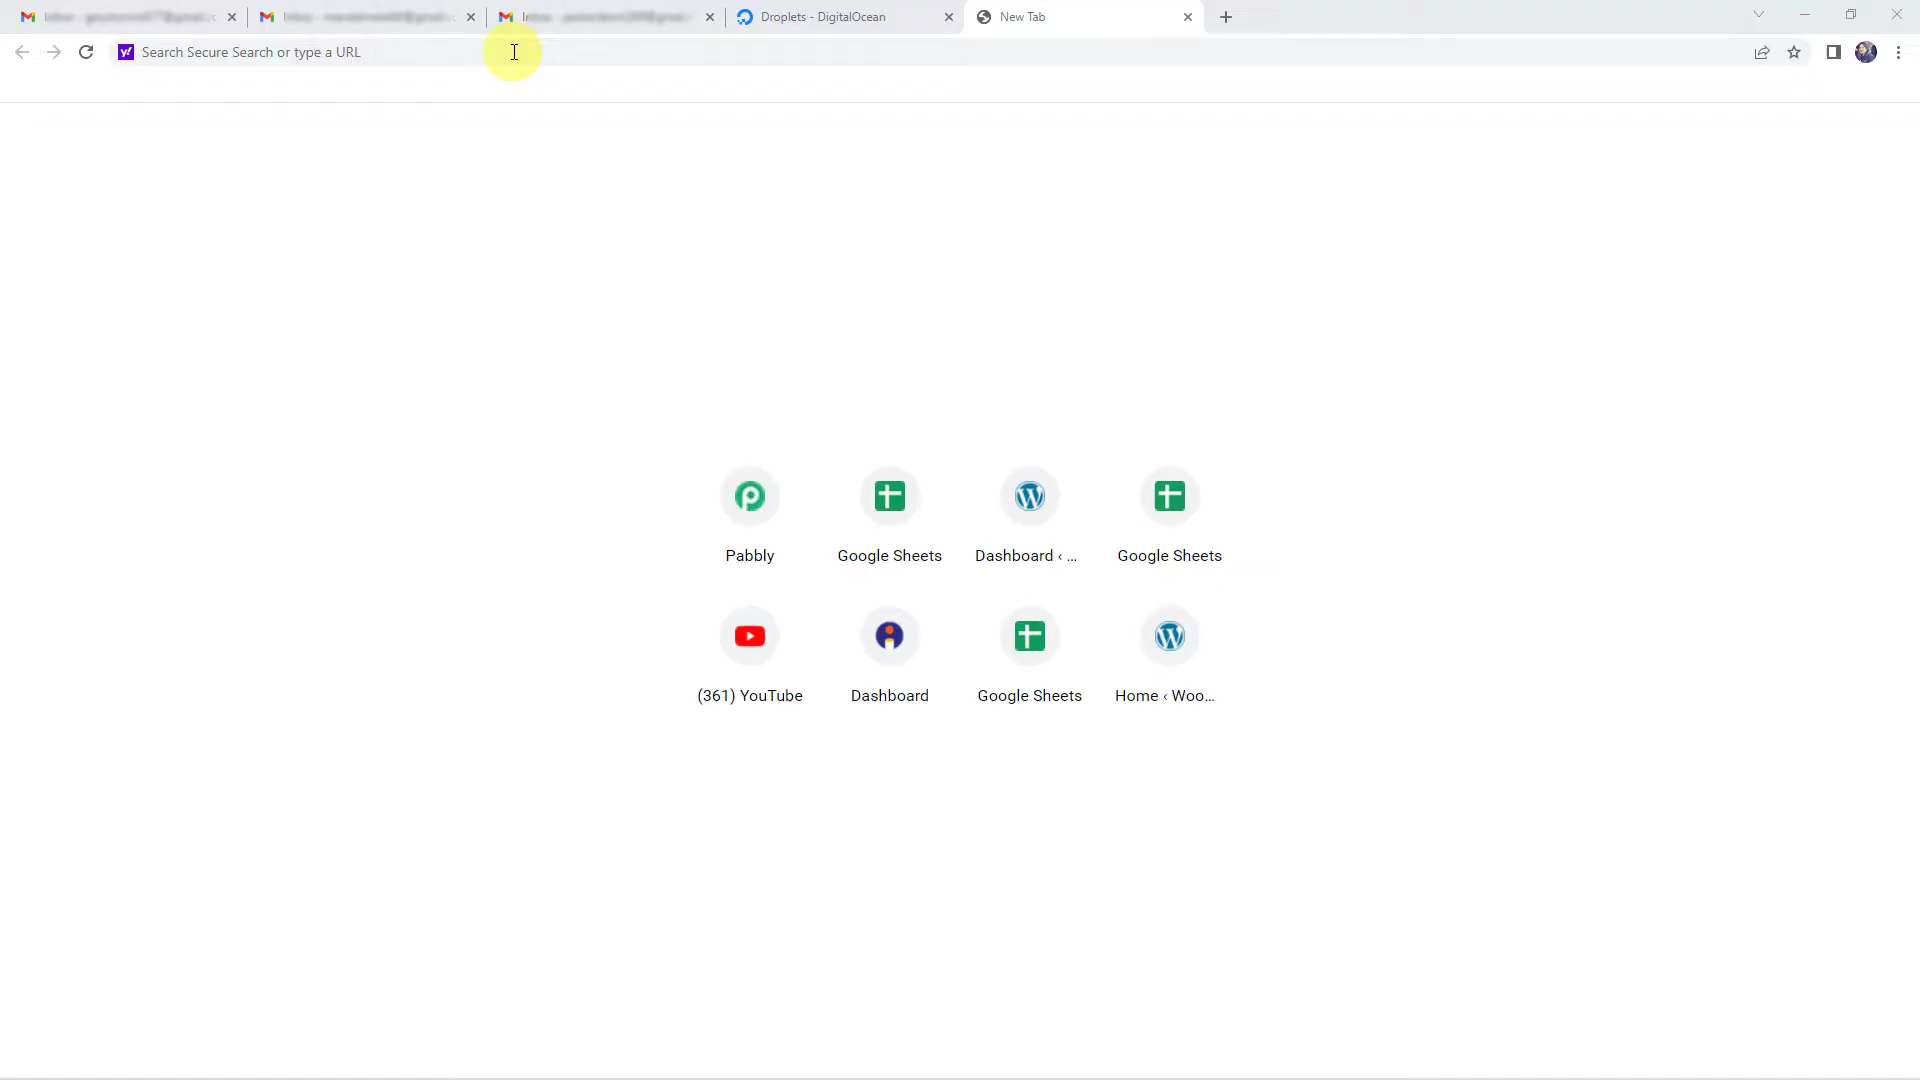 Droplets - DigitalOcean
New Tab
Search Secure Search or type a URL
Pabbly
Google Sheets
Dashboard ‹ ...
Google Sheets
(361) YouTube
Dashboard
Google Sheets
Home ‹ Woo...